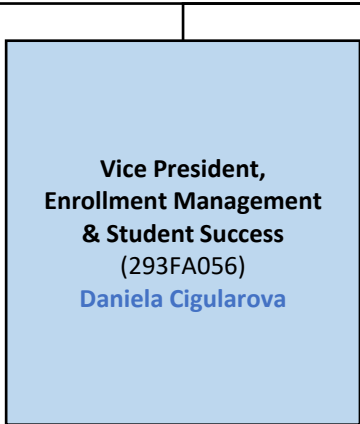 Vice President,
Enrollment Management
& Student Success
(293FA056)
Daniela Cigularova